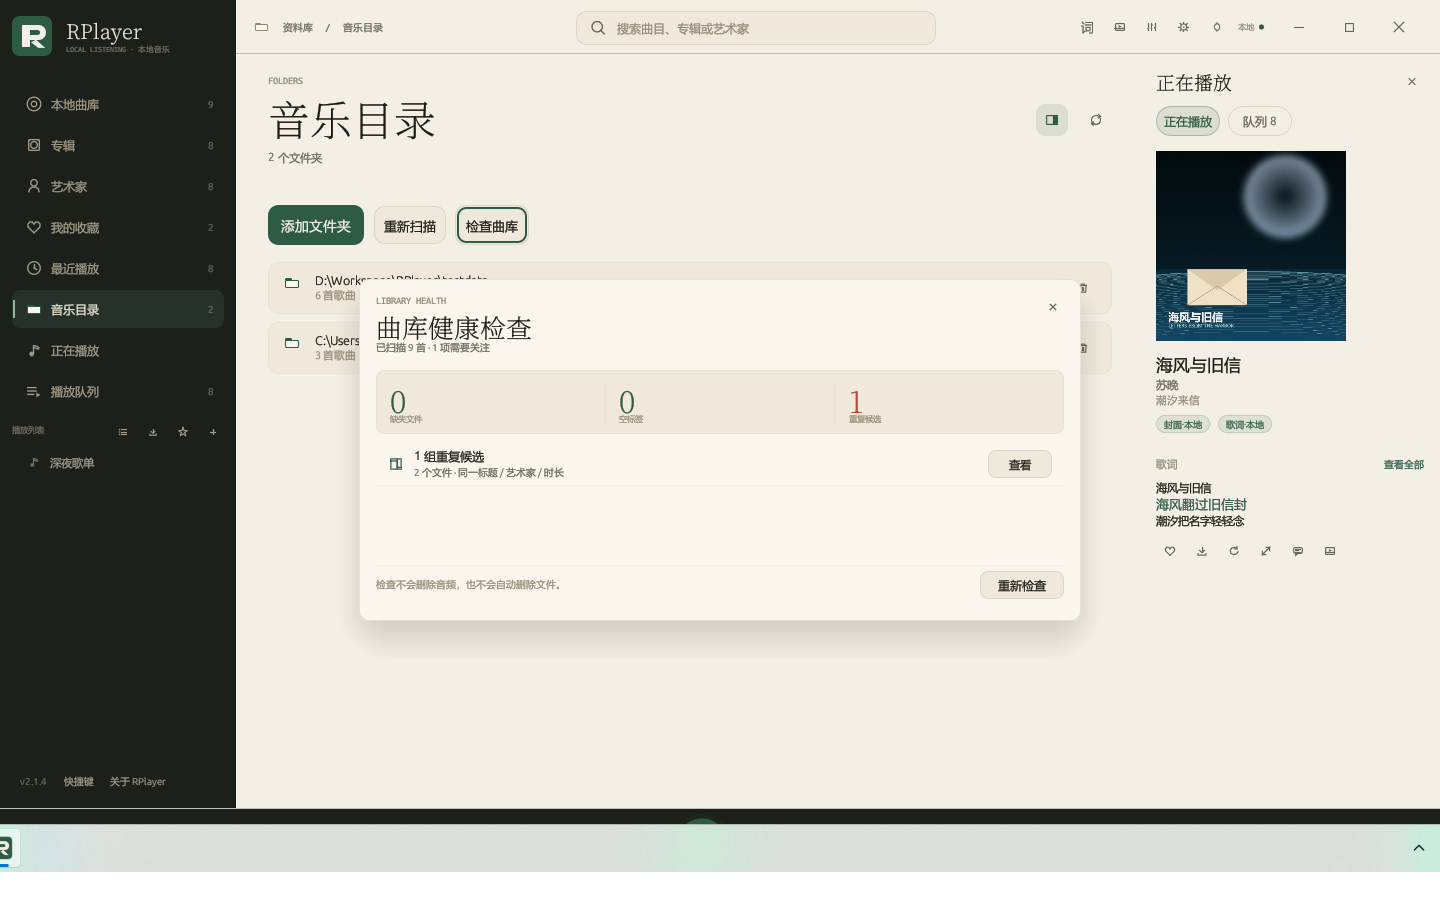 RPlayer
LOCAL LISTENING · 本地音乐
本地曲库 9
专辑 8
艺术家 8
我的收藏 2
最近播放 8
音乐目录 2
正在播放
播放队列 8
播放列表
深夜歌单
v2.1.4 快捷键 关于 RPlayer
资料库 / 音乐目录
搜索曲目、专辑或艺术家
词
本地
FOLDERS
音乐目录
2 个文件夹
添加文件夹 重新扫描 检查曲库
6 首歌曲
C:\Users
3 首歌曲
LIBRARY HEALTH
曲库健康检查
已扫描 9 首 · 1 项需要关注
0 0 1
缺失文件 空标签 重复候选
1 组重复候选
2 个文件 · 同一标题 / 艺术家 / 时长
查看
检查不会删除音频，也不会自动删除文件。
重新检查
正在播放
正在播放 队列 8
海风与旧信
LETTERS FROM THE HARBOR
海风与旧信
苏晚
潮汐来信
封面·本地 歌词·本地
歌词 查看全部
海风与旧信
海风翻过旧信封
潮汐把名字轻轻念